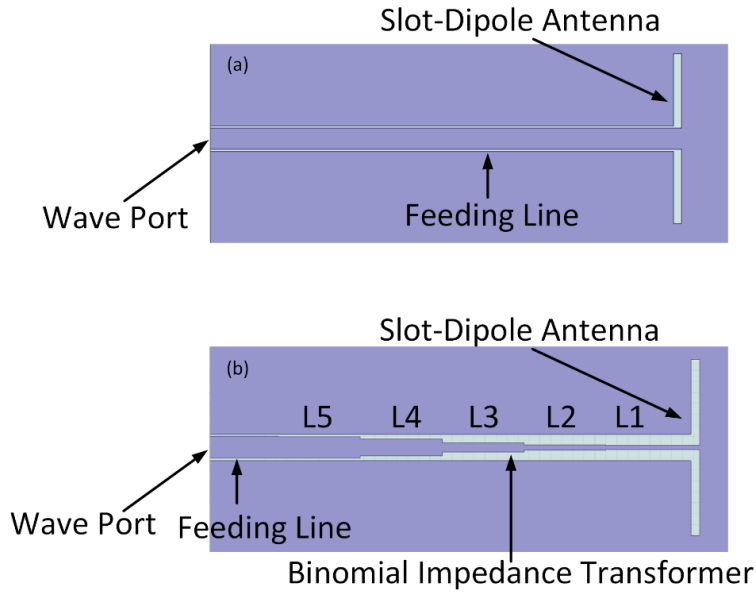 Slot-Dipole Antenna
(a)
Wave Port
Feeding Line
Slot-Dipole Antenna
(b)
L5 L4 L3 L2 L1
Wave Port
Feeding Line
Binomial Impedance Transformer